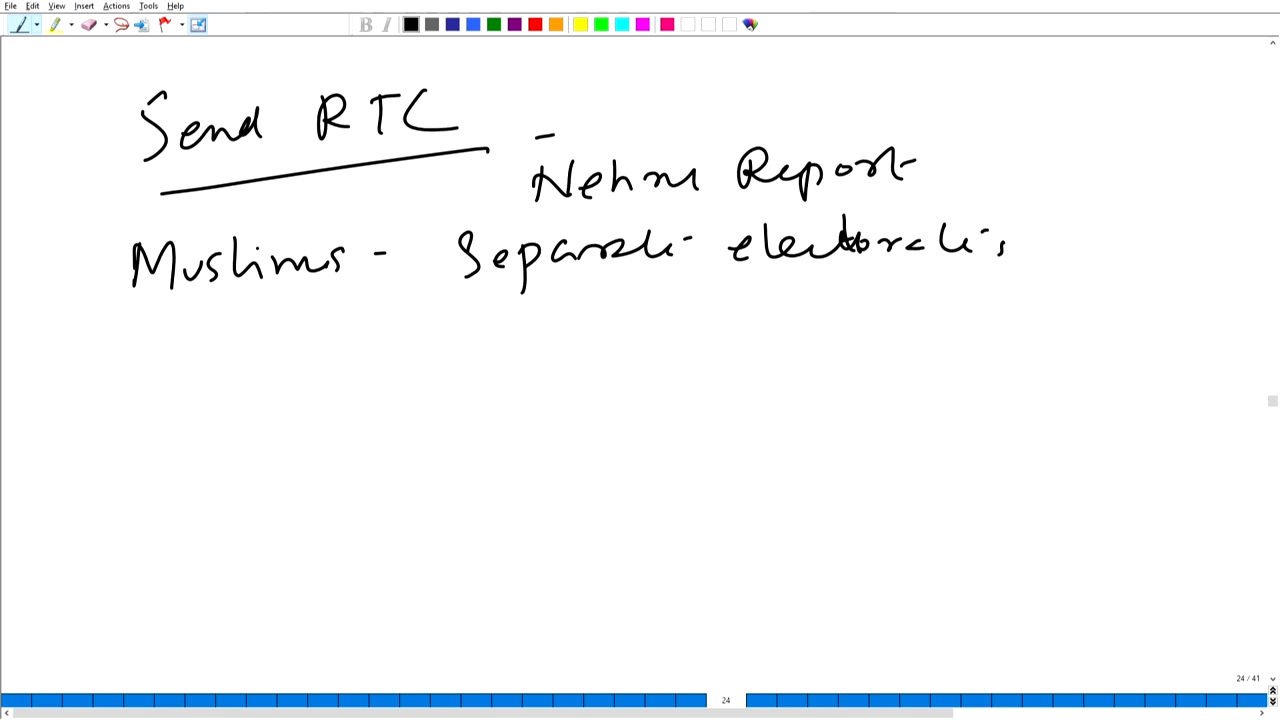 File Edit View Insert Actions Tools Help
B I
Send RTC
- Nehru Report
Muslims - Separate electorates,
24 / 41
24